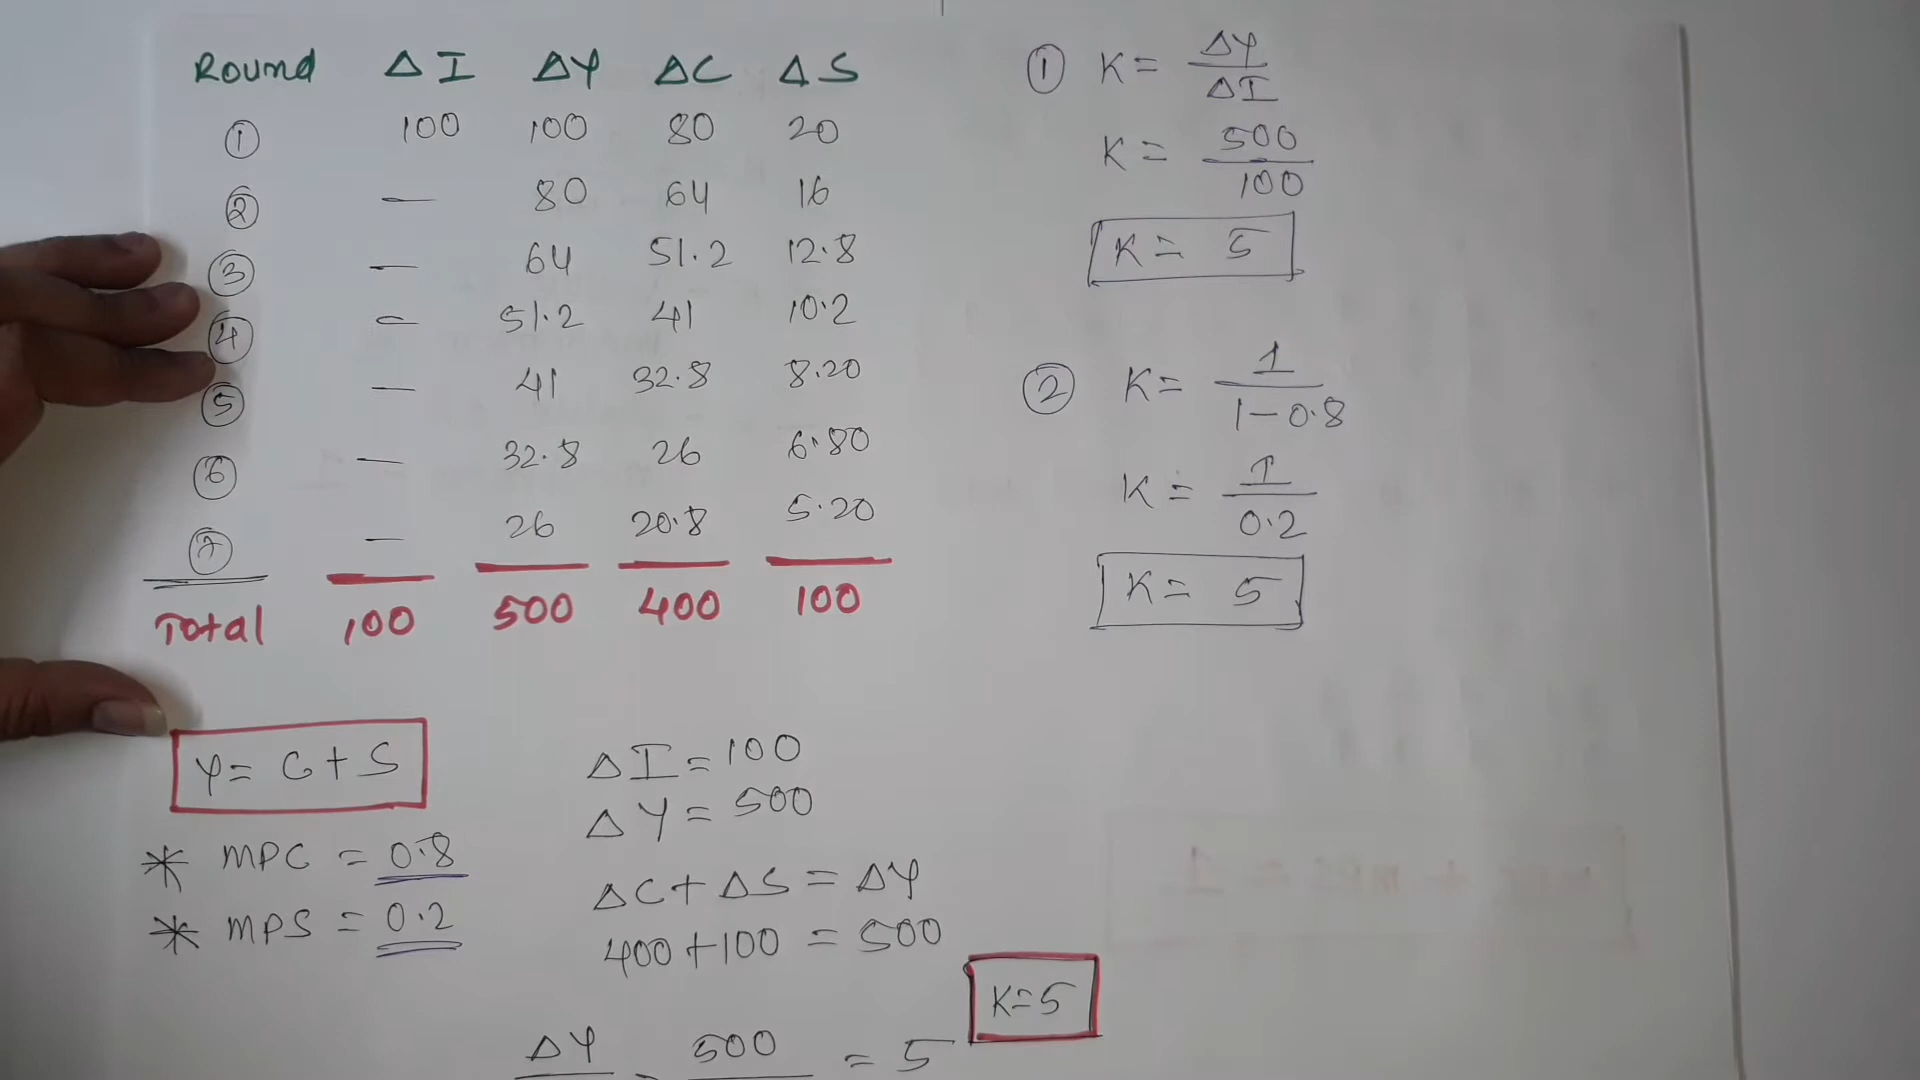 Round ΔI ΔY ΔC ΔS
① 100 100 80 20
② — 80 64 16
③ — 64 51.2 12.8
④ — 51.2 41 10.2
⑤ — 41 32.8 8.20
⑥ — 32.8 26 6.80
⑦ — 26 20.8 5.20
Total 100 500 400 100
Y = C + S
* MPC = 0.8
* MPS = 0.2
ΔI = 100
ΔY = 500
ΔC + ΔS = ΔY
400 + 100 = 500
ΔY 500 = 5
K=5
① K = ΔY / ΔI
K = 500 / 100
K = 5
② K = 1 / 1-0.8
K = 1 / 0.2
K = 5